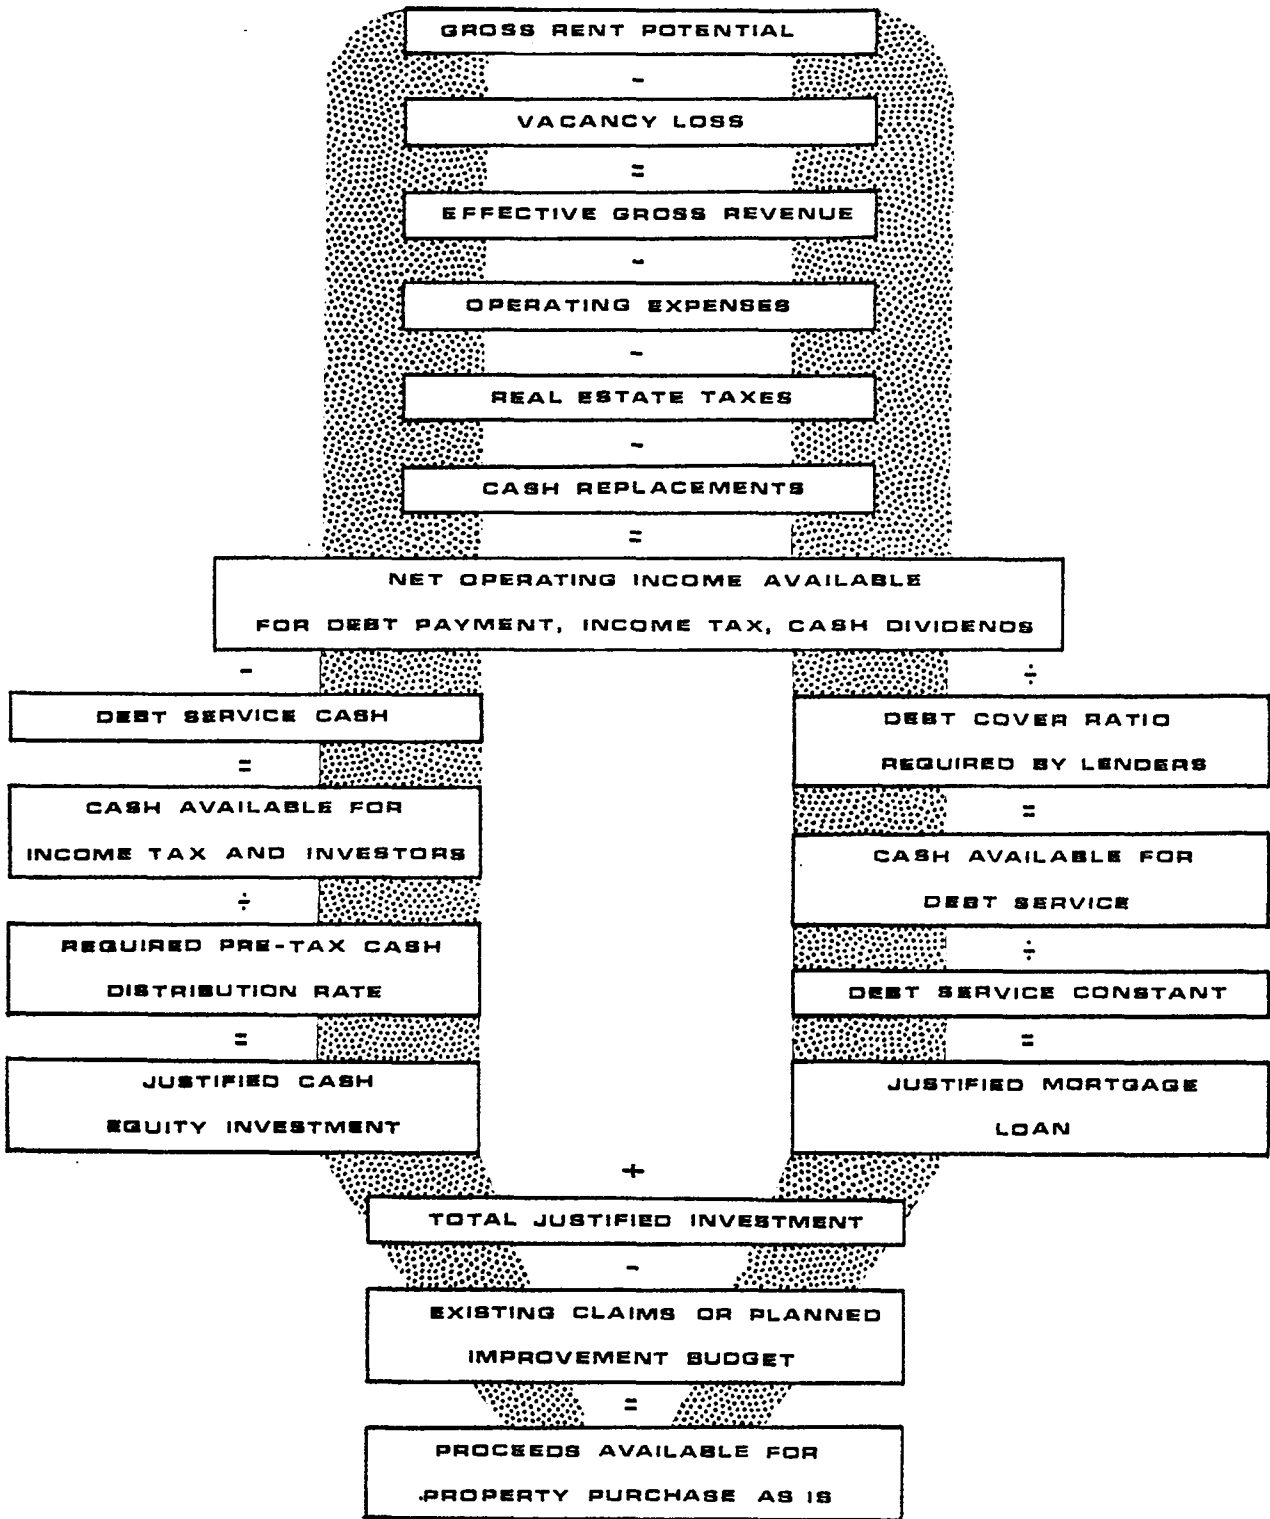 GROSS RENT POTENTIAL
-
VACANCY LOSS
=
EFFECTIVE GROSS REVENUE
-
OPERATING EXPENSES
-
REAL ESTATE TAXES
-
CASH REPLACEMENTS
=
NET OPERATING INCOME AVAILABLE
FOR DEBT PAYMENT, INCOME TAX, CASH DIVIDENDS
-
DEBT SERVICE CASH
=
CASH AVAILABLE FOR
INCOME TAX AND INVESTORS
÷
REQUIRED PRE-TAX CASH
DISTRIBUTION RATE
=
JUSTIFIED CASH
EQUITY INVESTMENT
÷
DEBT COVER RATIO
REQUIRED BY LENDERS
=
CASH AVAILABLE FOR
DEBT SERVICE
÷
DEBT SERVICE CONSTANT
=
JUSTIFIED MORTGAGE
LOAN
+
TOTAL JUSTIFIED INVESTMENT
-
EXISTING CLAIMS OR PLANNED
IMPROVEMENT BUDGET
=
PROCEEDS AVAILABLE FOR
PROPERTY PURCHASE AS IS